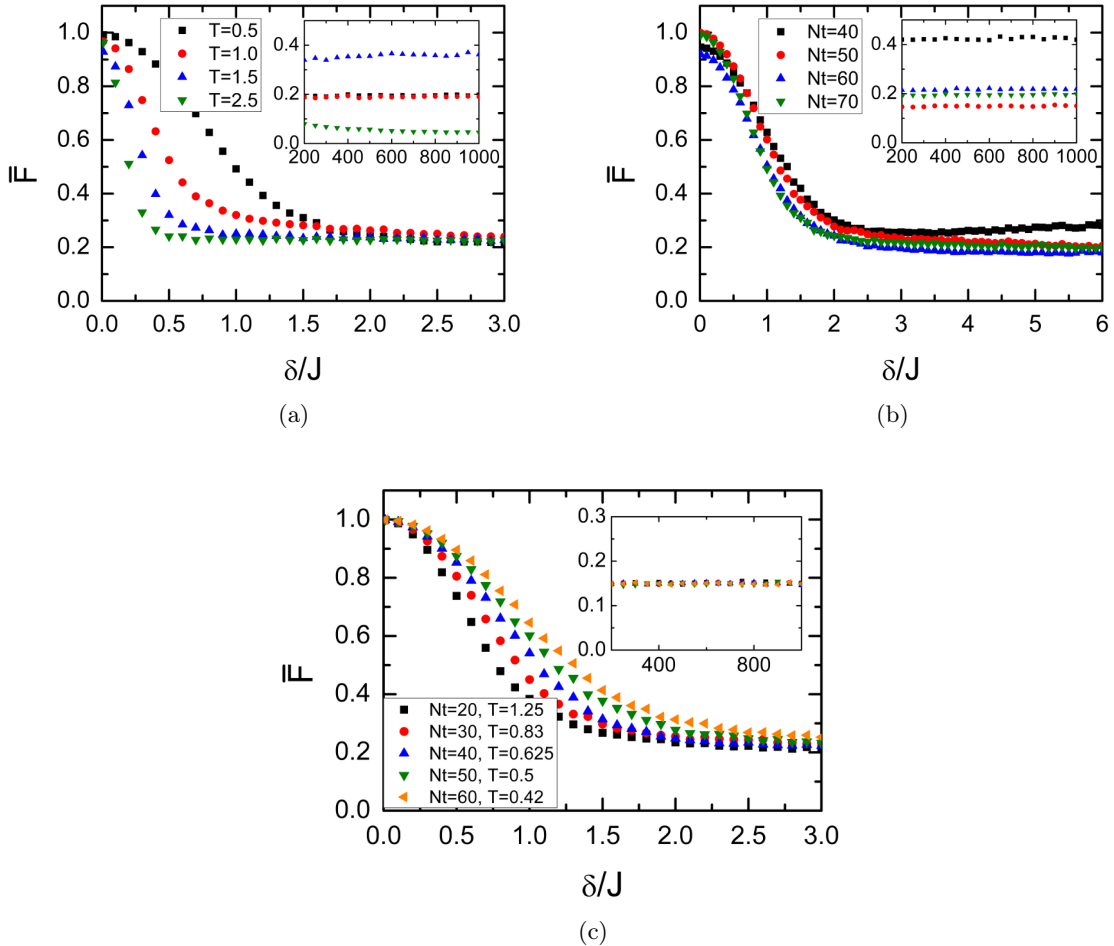 T=0.5
T=1.0
T=1.5
T=2.5
0.4
0.2
0.0
200 400 600 800 1000
1.0
0.8
0.6
0.4
0.2
0.0
F̅
0.0 0.5 1.0 1.5 2.0 2.5 3.0
δ/J
(a)
Nt=40
Nt=50
Nt=60
Nt=70
0.4
0.2
0.0
200 400 600 800 1000
1.0
0.8
0.6
0.4
0.2
0.0
F̅
0 1 2 3 4 5 6
δ/J
(b)
0.3
0.2
0.1
0.0
400 800
Nt=20, T=1.25
Nt=30, T=0.83
Nt=40, T=0.625
Nt=50, T=0.5
Nt=60, T=0.42
1.0
0.8
0.6
0.4
0.2
0.0
F̅
0.0 0.5 1.0 1.5 2.0 2.5 3.0
δ/J
(c)